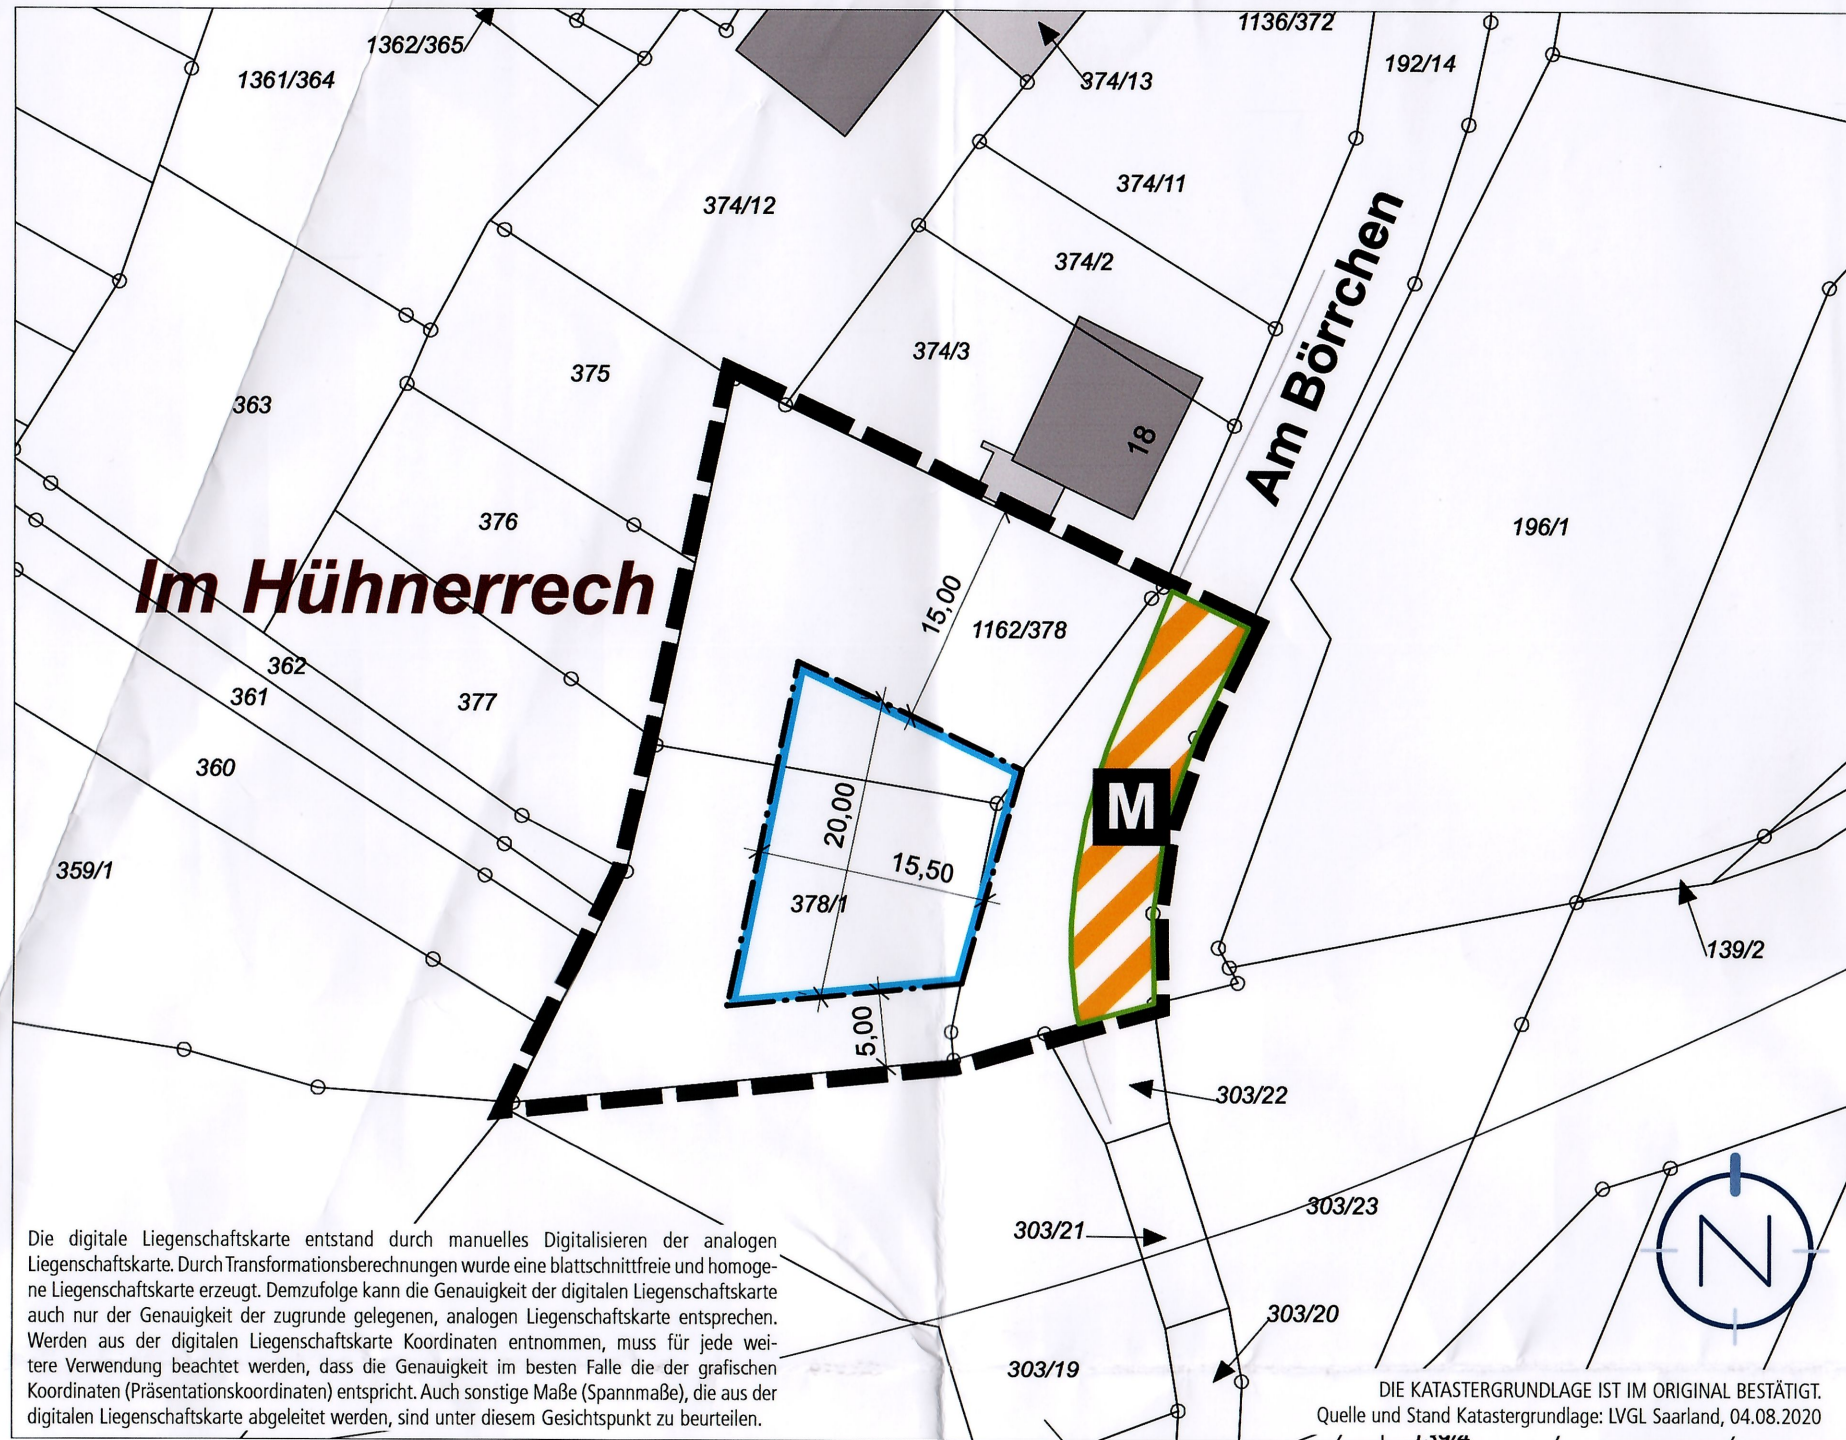 1362/365
1361/364
1136/372
192/14
374/13
374/11
374/12
374/2
374/3
375
363
18
Am Börrchen
376
196/1
Im Hühnerrech
15,00
1162/378
362
361
377
360
M
20,00
15,50
359/1
378/1
139/2
5,00
303/22
303/23
303/21
N
303/20
303/19
Die digitale Liegenschaftskarte entstand durch manuelles Digitalisieren der analogen
Liegenschaftskarte. Durch Transformationsberechnungen wurde eine blattschnittfreie und homoge-
ne Liegenschaftskarte erzeugt. Demzufolge kann die Genauigkeit der digitalen Liegenschaftskarte
auch nur der Genauigkeit der zugrunde gelegenen, analogen Liegenschaftskarte entsprechen.
Werden aus der digitalen Liegenschaftskarte Koordinaten entnommen, muss für jede wei-
tere Verwendung beachtet werden, dass die Genauigkeit im besten Falle die der grafischen
Koordinaten (Präsentationskoordinaten) entspricht. Auch sonstige Maße (Spannmaße), die aus der
digitalen Liegenschaftskarte abgeleitet werden, sind unter diesem Gesichtspunkt zu beurteilen.
DIE KATASTERGRUNDLAGE IST IM ORIGINAL BESTÄTIGT.
Quelle und Stand Katastergrundlage: LVGL Saarland, 04.08.2020